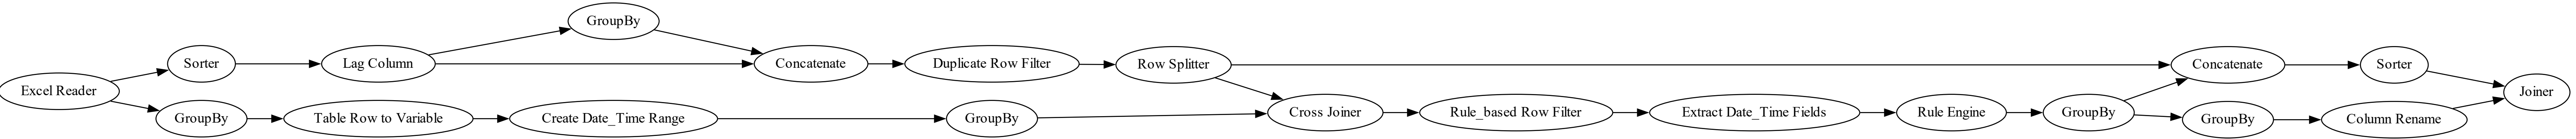 GroupBy
Sorter
Lag Column
Concatenate
Duplicate Row Filter
Row Splitter
Concatenate
Sorter
Excel Reader
Joiner
GroupBy
Table Row to Variable
Create Date_Time Range
GroupBy
Cross Joiner
Rule_based Row Filter
Extract Date_Time Fields
Rule Engine
GroupBy
GroupBy
Column Rename